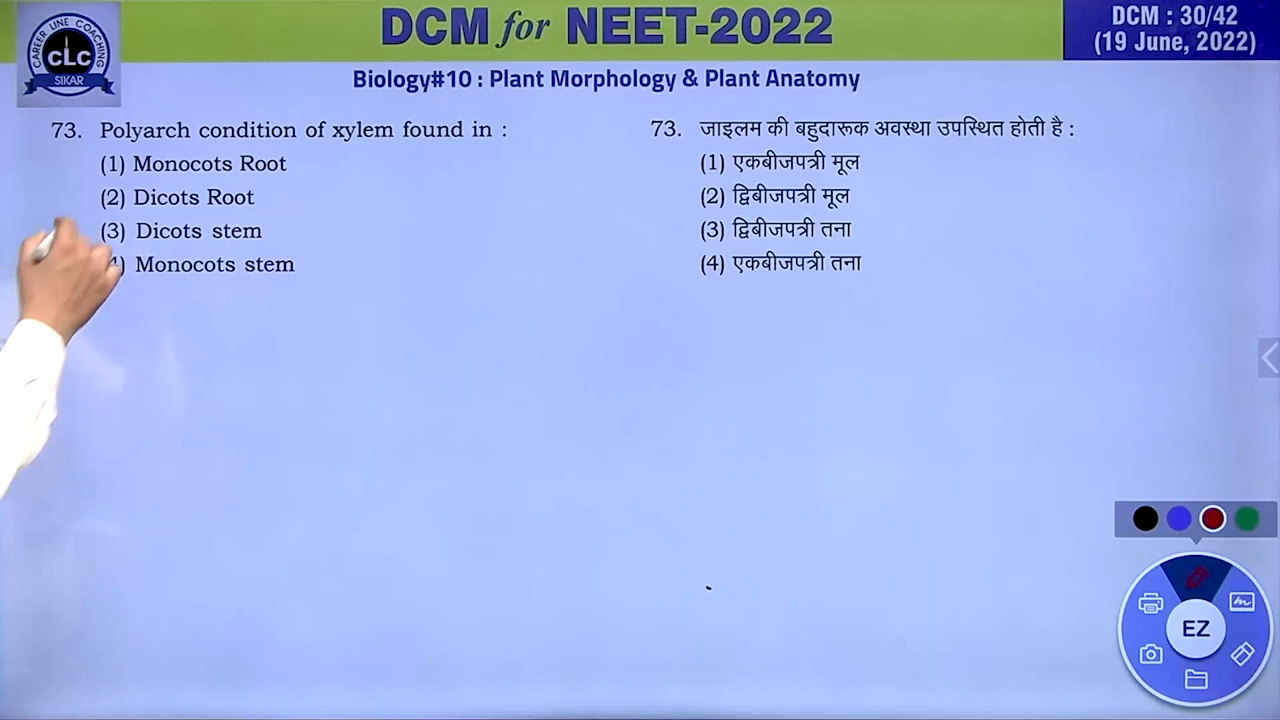 CAREER LINE COACHING
CLC
SIKAR
DCM for NEET-2022
DCM : 30/42
(19 June, 2022)
Biology#10 : Plant Morphology & Plant Anatomy
73. Polyarch condition of xylem found in :
(1) Monocots Root
(2) Dicots Root
(3) Dicots stem
4) Monocots stem
73. जाइलम की बहुदारूक अवस्था उपस्थित होती है :
(1) एकबीजपत्री मूल
(2) द्विबीजपत्री मूल
(3) द्विबीजपत्री तना
(4) एकबीजपत्री तना
EZ